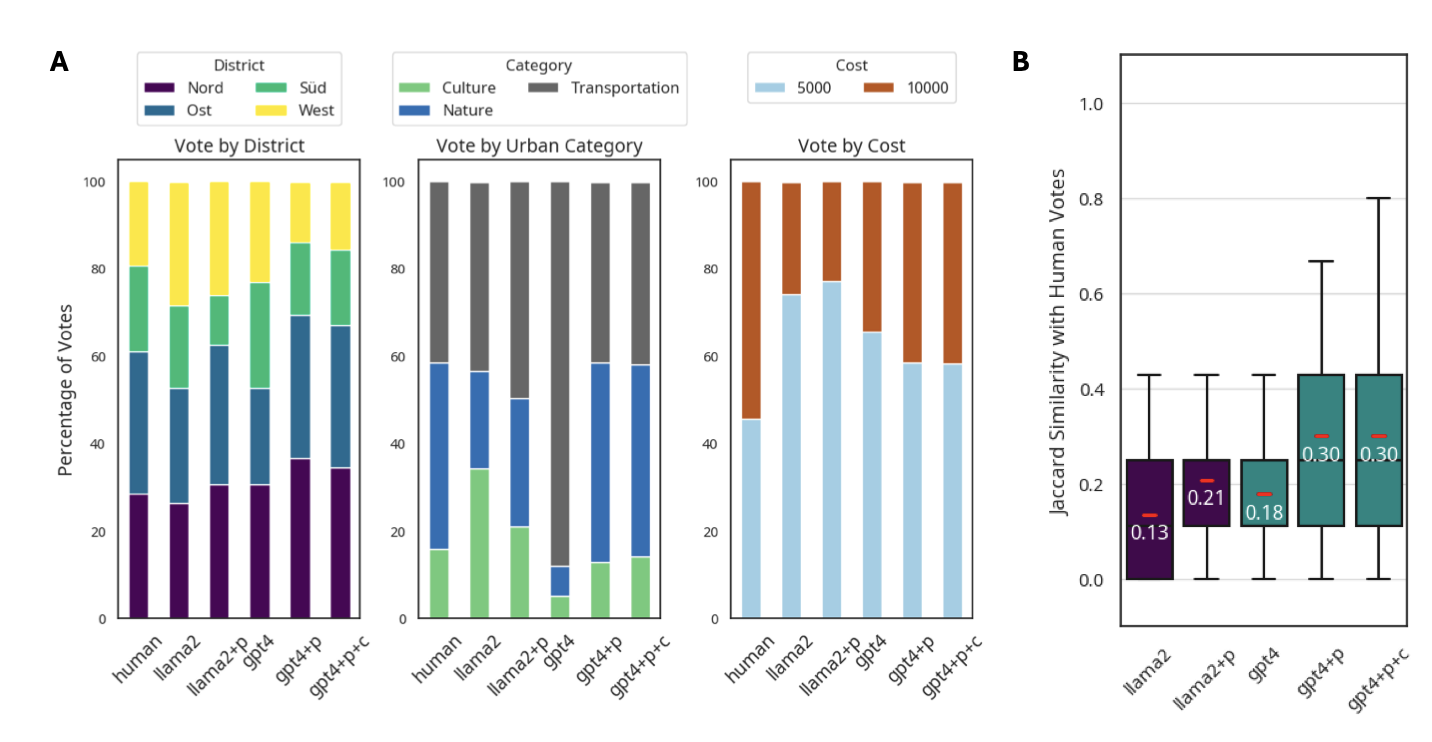 A
District
Nord
Süd
Ost
West
Vote by District
Percentage of Votes
100
80
60
40
20
0
human
llama2
llama2+p
gpt4
gpt4+p
gpt4+p+c
Category
Culture
Transportation
Nature
Vote by Urban Category
100
80
60
40
20
0
human
llama2
llama2+p
gpt4
gpt4+p
gpt4+p+c
Cost
5000
10000
Vote by Cost
100
80
60
40
20
0
human
llama2
llama2+p
gpt4
gpt4+p
gpt4+p+c
B
Jaccard Similarity with Human Votes
1.0
0.8
0.6
0.4
0.2
0.0
0.13
0.21
0.18
0.30
0.30
llama2
llama2+p
gpt4
gpt4+p
gpt4+p+c